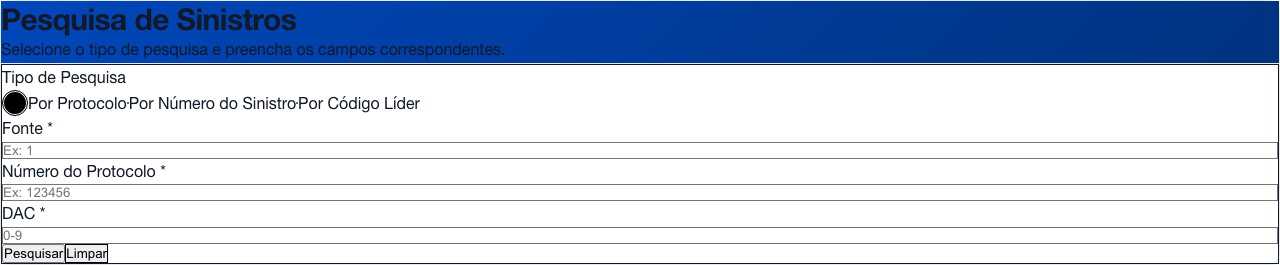 Pesquisa de Sinistros
Selecione o tipo de pesquisa e preencha os campos correspondentes.
Tipo de Pesquisa
Por Protocolo Por Número do Sinistro Por Código Líder
Fonte *
Ex: 1
Número do Protocolo *
Ex: 123456
DAC *
0-9
Pesquisar Limpar